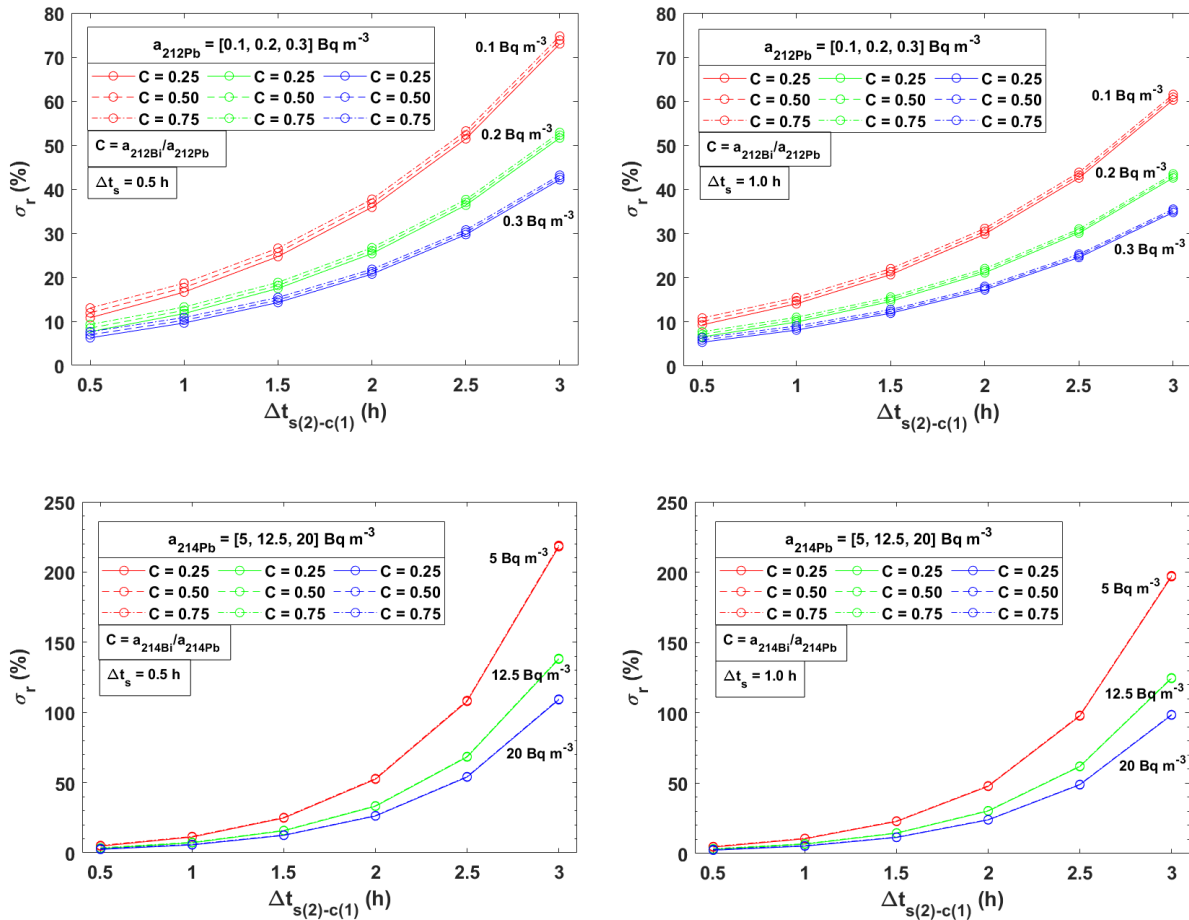 80
70
60
50
40
30
20
10
0
σr (%)
a212Pb = [0.1, 0.2, 0.3] Bq m-3
C = 0.25 C = 0.25 C = 0.25
C = 0.50 C = 0.50 C = 0.50
C = 0.75 C = 0.75 C = 0.75
C = a212Bi/a212Pb
Δts = 0.5 h
0.1 Bq m-3
0.2 Bq m-3
0.3 Bq m-3
0.5 1 1.5 2 2.5 3
Δts(2)-c(1) (h)
80
70
60
50
40
30
20
10
0
σr (%)
a212Pb = [0.1, 0.2, 0.3] Bq m-3
C = 0.25 C = 0.25 C = 0.25
C = 0.50 C = 0.50 C = 0.50
C = 0.75 C = 0.75 C = 0.75
C = a212Bi/a212Pb
Δts = 1.0 h
0.1 Bq m-3
0.2 Bq m-3
0.3 Bq m-3
0.5 1 1.5 2 2.5 3
Δts(2)-c(1) (h)
250
200
150
100
50
0
σr (%)
a214Pb = [5, 12.5, 20] Bq m-3
C = 0.25 C = 0.25 C = 0.25
C = 0.50 C = 0.50 C = 0.50
C = 0.75 C = 0.75 C = 0.75
C = a214Bi/a214Pb
Δts = 0.5 h
5 Bq m-3
12.5 Bq m-3
20 Bq m-3
0.5 1 1.5 2 2.5 3
Δts(2)-c(1) (h)
250
200
150
100
50
0
σr (%)
a214Pb = [5, 12.5, 20] Bq m-3
C = 0.25 C = 0.25 C = 0.25
C = 0.50 C = 0.50 C = 0.50
C = 0.75 C = 0.75 C = 0.75
C = a214Bi/a214Pb
Δts = 1.0 h
5 Bq m-3
12.5 Bq m-3
20 Bq m-3
0.5 1 1.5 2 2.5 3
Δts(2)-c(1) (h)